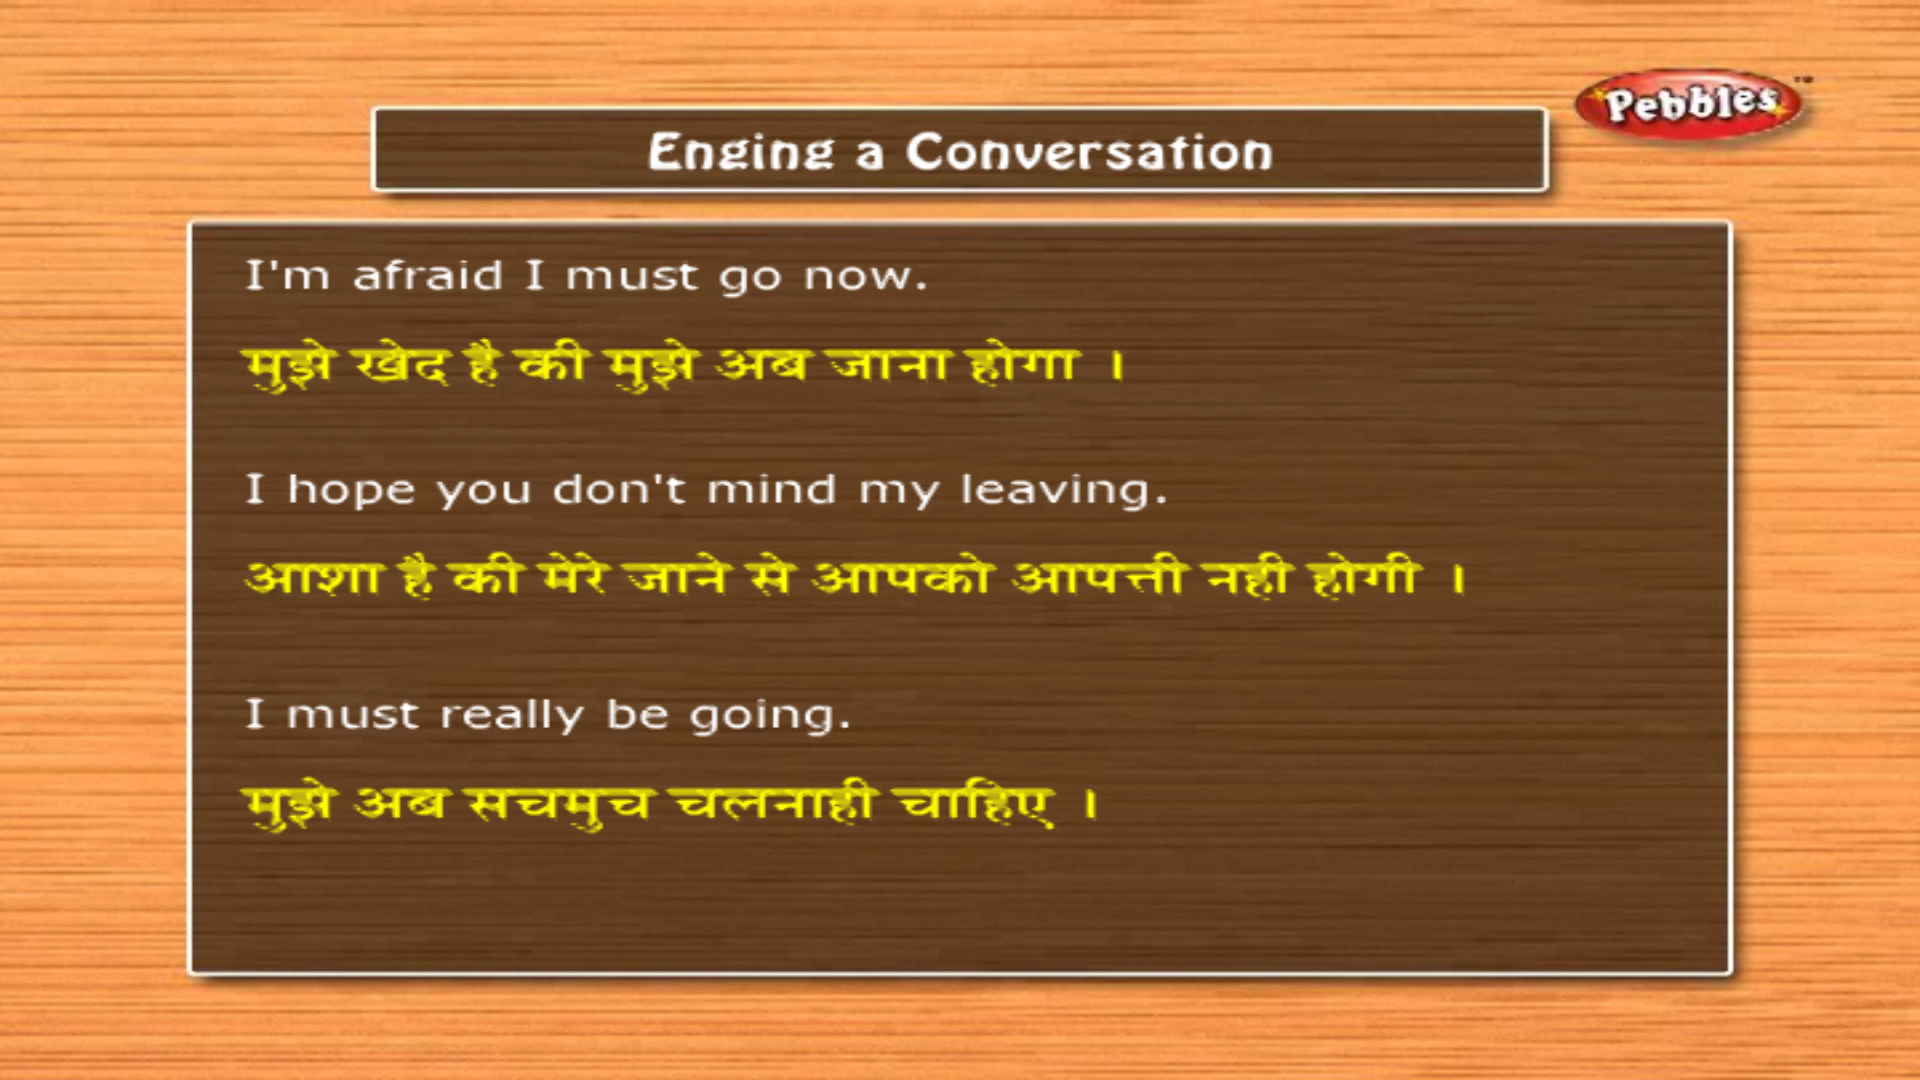 Pebbles™
Enging a Conversation
I'm afraid I must go now.
मुझे खेद है की मुझे अब जाना होगा ।
I hope you don't mind my leaving.
आशा है की मेरे जाने से आपको आपत्ती नही होगी ।
I must really be going.
मुझे अब सचमुच चलनाही चाहिए ।